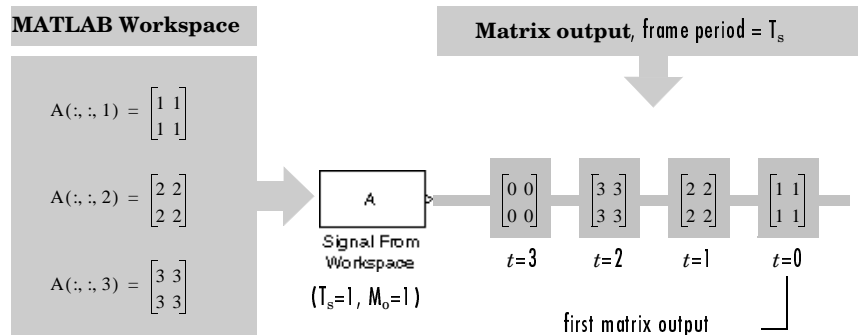 MATLAB Workspace
Matrix output, frame period = Tₛ
A(:, :, 1) = [1 1
1 1]
A(:, :, 2) = [2 2
2 2]
A(:, :, 3) = [3 3
3 3]
A
Signal From
Workspace
(Tₛ=1, Mₒ=1)
[0 0
0 0]
[3 3
3 3]
[2 2
2 2]
[1 1
1 1]
t=3
t=2
t=1
t=0
first matrix output